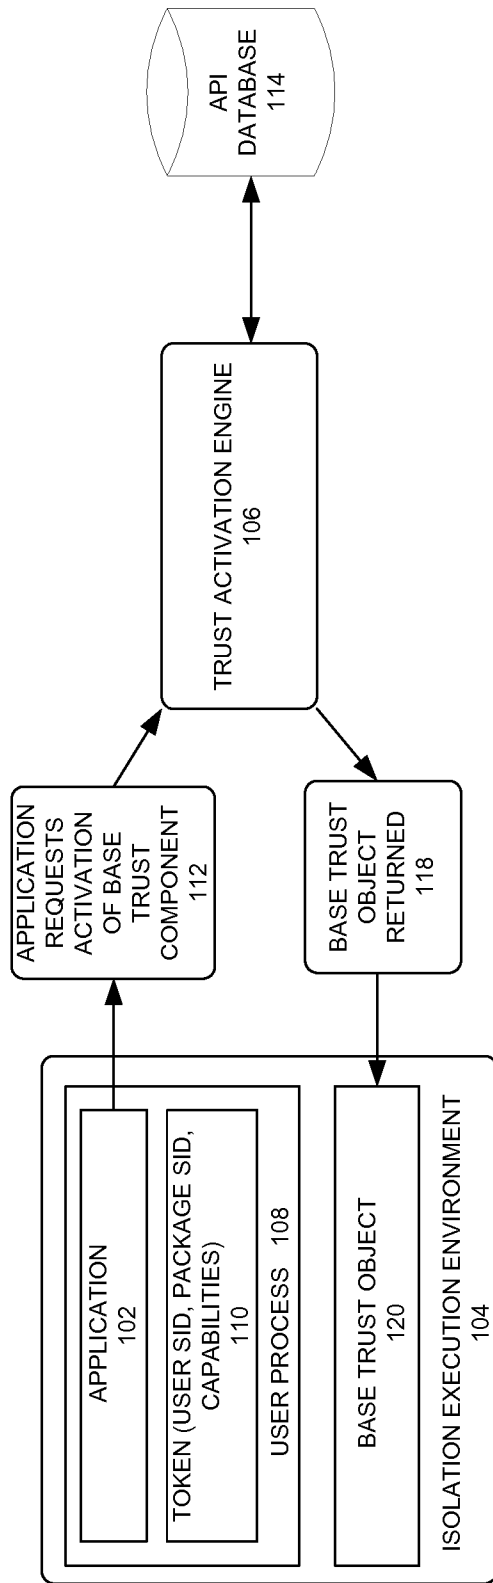 APPLICATION
102
TOKEN (USER SID, PACKAGE SID,
CAPABILITIES)
110
USER PROCESS 108
BASE TRUST OBJECT
120
ISOLATION EXECUTION ENVIRONMENT
104
APPLICATION
REQUESTS
ACTIVATION
OF BASE
TRUST
COMPONENT
112
BASE TRUST
OBJECT
RETURNED
118
TRUST ACTIVATION ENGINE
106
API
DATABASE
114